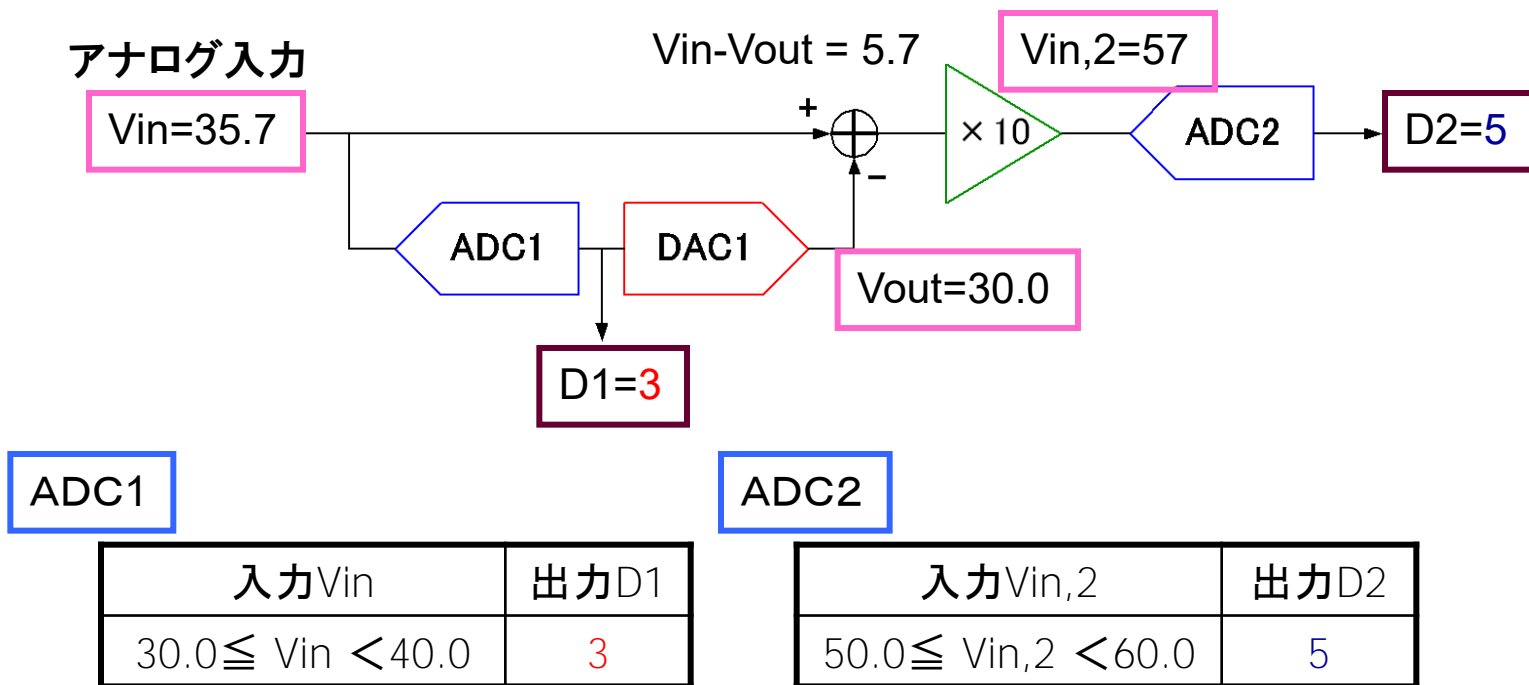 アナログ入力
Vin-Vout = 5.7
Vin,2=57
Vin=35.7
+
-
×10
ADC2
D2=5
ADC1
DAC1
Vout=30.0
D1=3
ADC1
入力Vin 出力D1
30.0≦ Vin <40.0 3
ADC2
入力Vin,2 出力D2
50.0≦ Vin,2 <60.0 5